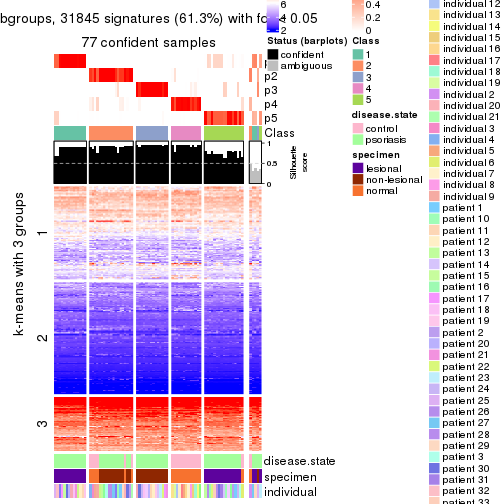 bgroups, 31845 signatures (61.3%) with fd < 0.05
77 confident samples
p2
p3
p4
p5
Class
1
0.5
0
Silhouette
score
k-means with 3 groups
1
2
3
disease.state
specimen
individual
6
4
2
0.4
0.2
0
Status (barplots)
confident
ambiguous
Class
1
2
3
4
5
disease.state
control
psoriasis
specimen
lesional
non-lesional
normal
individual 12
individual 13
individual 14
individual 15
individual 16
individual 17
individual 18
individual 19
individual 2
individual 20
individual 21
individual 3
individual 4
individual 5
individual 6
individual 7
individual 8
individual 9
patient 1
patient 10
patient 11
patient 12
patient 13
patient 14
patient 15
patient 16
patient 17
patient 18
patient 19
patient 2
patient 20
patient 21
patient 22
patient 23
patient 24
patient 25
patient 26
patient 27
patient 28
patient 29
patient 3
patient 30
patient 31
patient 32
patient 33